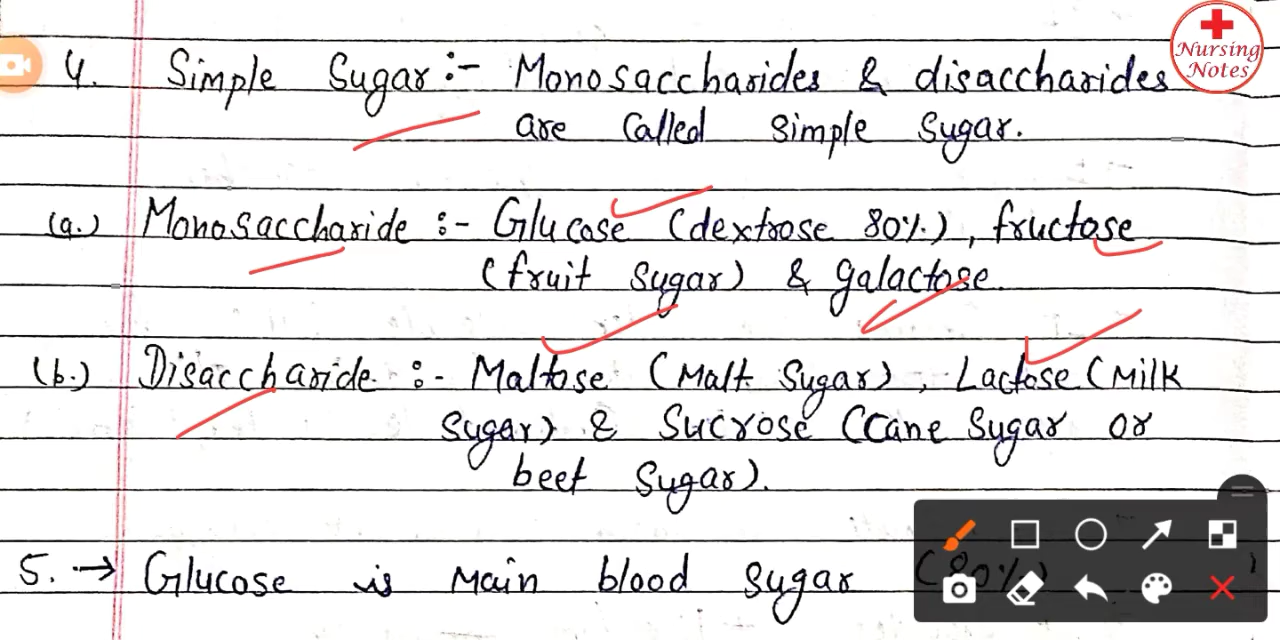 Nursing
Notes
4. Simple Sugar :- Monosaccharides & disaccharides
are Called Simple Sugar.
(a.) Monosaccharide :- Glucose (dextrose 80%), fructose
(fruit Sugar) & galactose.
(b.) Disaccharide :- Maltose (Malt Sugar), Lactose (Milk
Sugar) & Sucrose (Cane Sugar or
beet Sugar).
5. → Glucose is Main blood Sugar (80%)